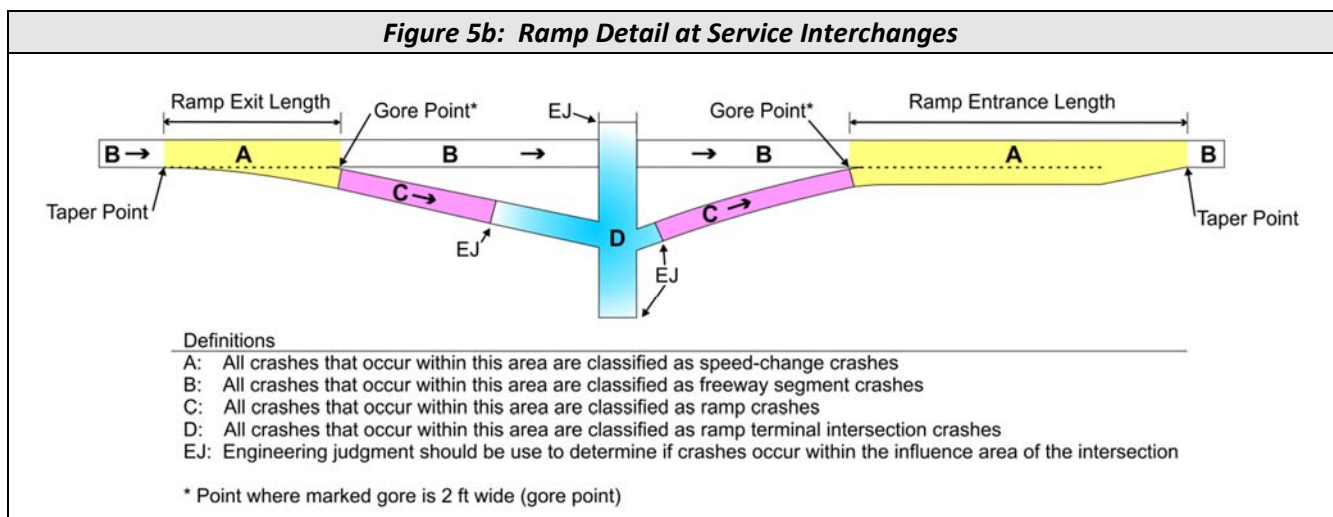 Figure 5b: Ramp Detail at Service Interchanges
Ramp Exit Length
Gore Point*
EJ
Gore Point*
Ramp Entrance Length
B→
A
B
→
→
B
A
B
Taper Point
C→
EJ
D
C→
EJ
Taper Point
Definitions
A: All crashes that occur within this area are classified as speed-change crashes
B: All crashes that occur within this area are classified as freeway segment crashes
C: All crashes that occur within this area are classified as ramp crashes
D: All crashes that occur within this area are classified as ramp terminal intersection crashes
EJ: Engineering judgment should be use to determine if crashes occur within the influence area of the intersection
* Point where marked gore is 2 ft wide (gore point)